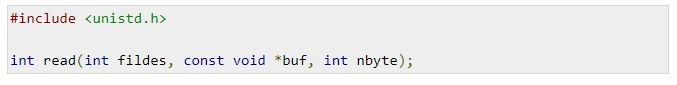 #include <unistd.h>
int read(int fildes, const void *buf, int nbyte);